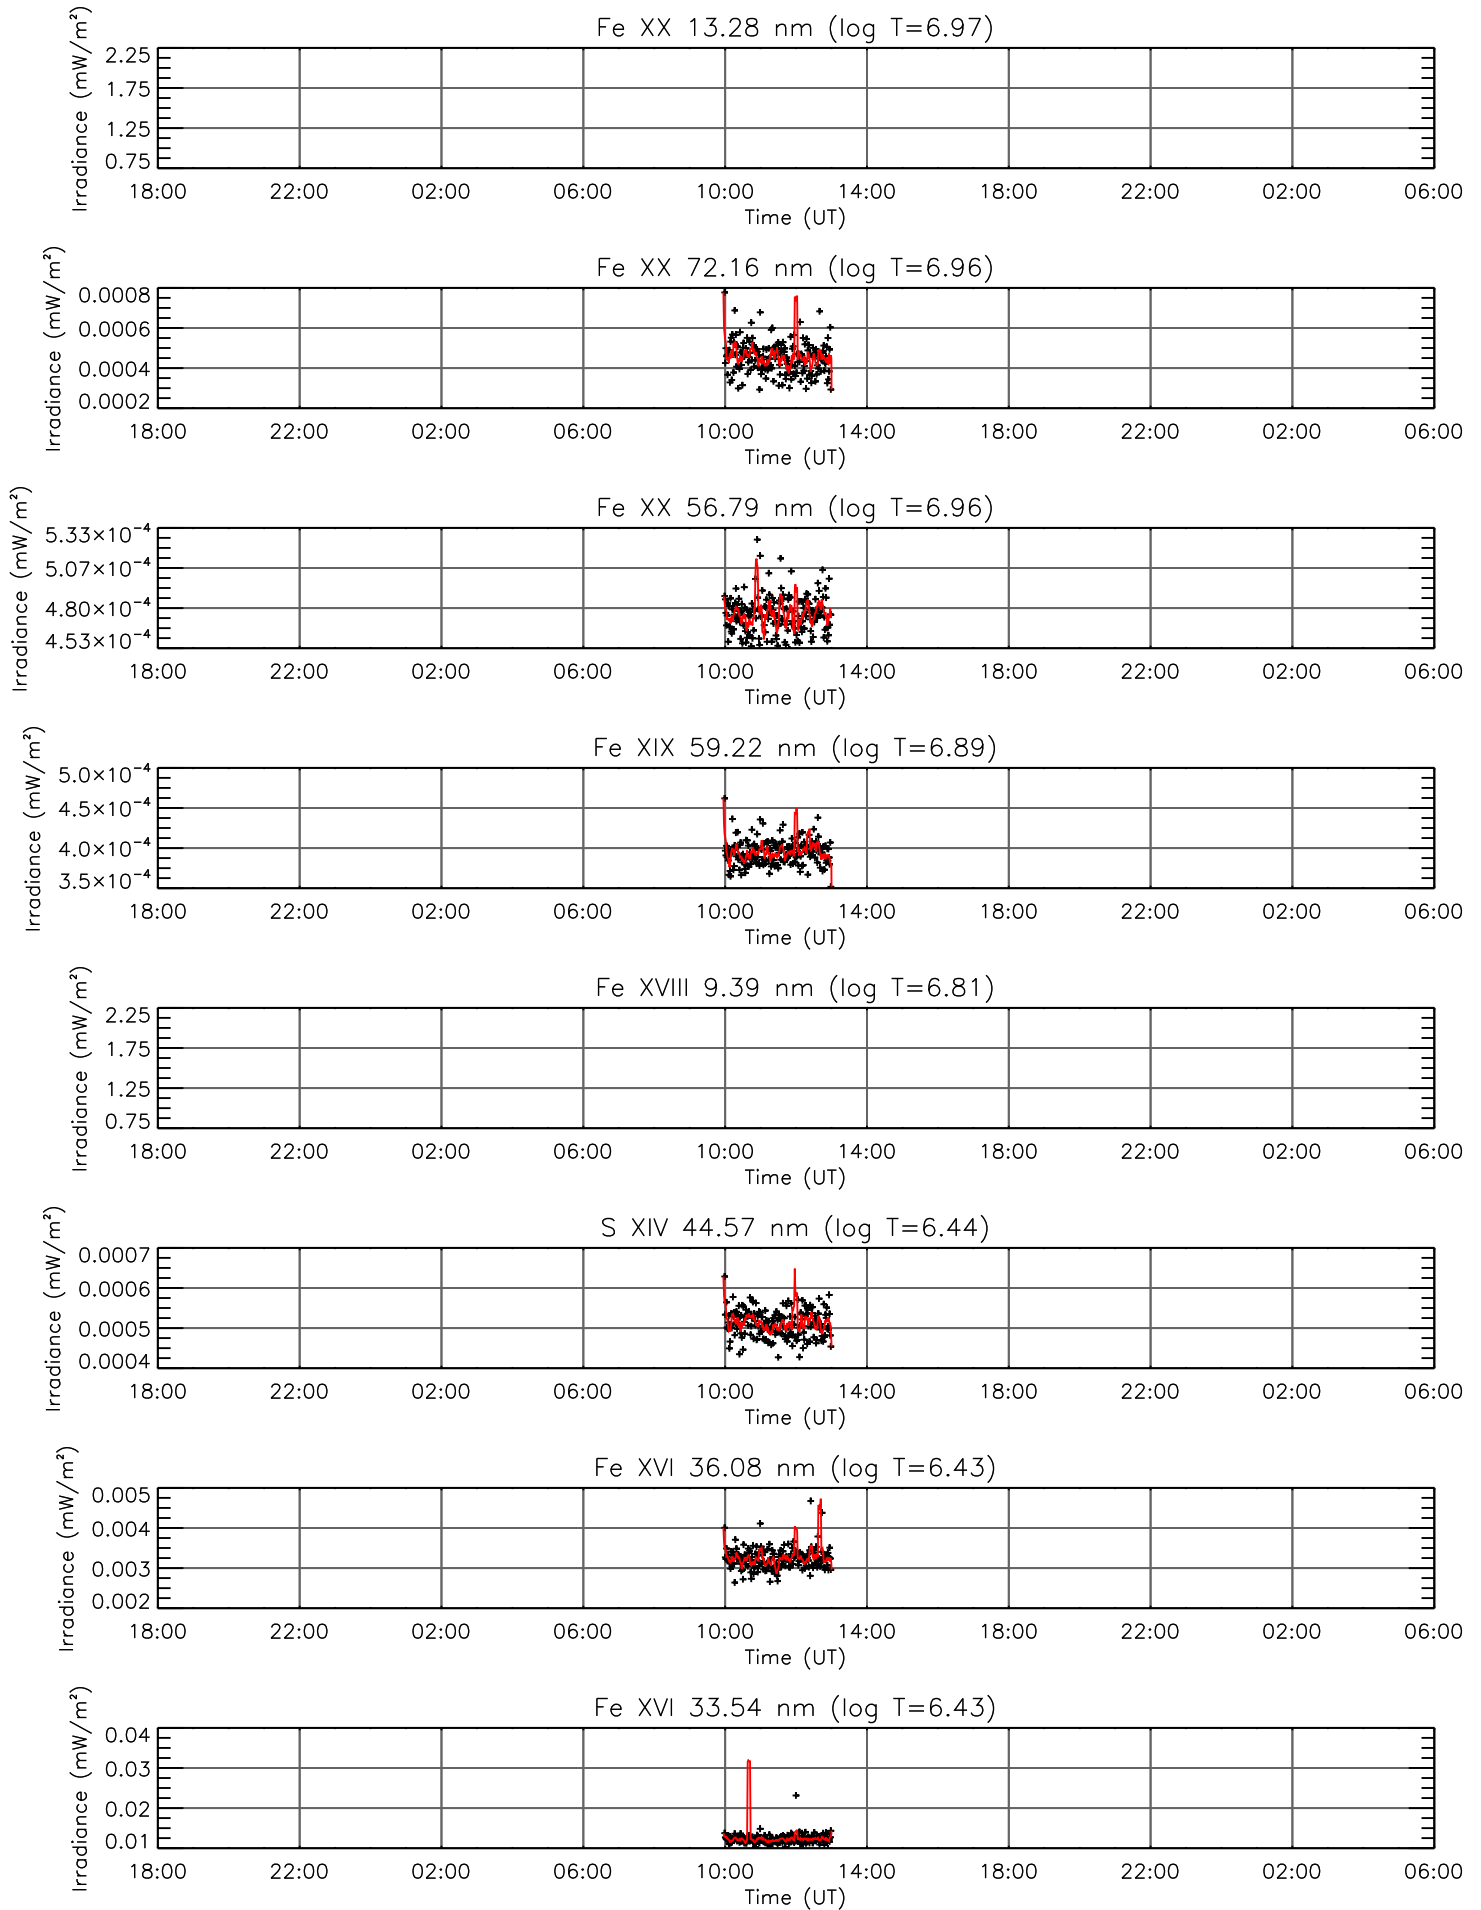 Fe XX 13.28 nm (log T=6.97)
Irradiance (mW/m²)
2.25
1.75
1.25
0.75
18:00 22:00 02:00 06:00 10:00 14:00 18:00 22:00 02:00 06:00
Time (UT)
Fe XX 72.16 nm (log T=6.96)
Irradiance (mW/m²)
0.0008
0.0006
0.0004
0.0002
18:00 22:00 02:00 06:00 10:00 14:00 18:00 22:00 02:00 06:00
Time (UT)
Fe XX 56.79 nm (log T=6.96)
Irradiance (mW/m²)
5.33×10⁻⁴
5.07×10⁻⁴
4.80×10⁻⁴
4.53×10⁻⁴
18:00 22:00 02:00 06:00 10:00 14:00 18:00 22:00 02:00 06:00
Time (UT)
Fe XIX 59.22 nm (log T=6.89)
Irradiance (mW/m²)
5.0×10⁻⁴
4.5×10⁻⁴
4.0×10⁻⁴
3.5×10⁻⁴
18:00 22:00 02:00 06:00 10:00 14:00 18:00 22:00 02:00 06:00
Time (UT)
Fe XVIII 9.39 nm (log T=6.81)
Irradiance (mW/m²)
2.25
1.75
1.25
0.75
18:00 22:00 02:00 06:00 10:00 14:00 18:00 22:00 02:00 06:00
Time (UT)
S XIV 44.57 nm (log T=6.44)
Irradiance (mW/m²)
0.0007
0.0006
0.0005
0.0004
18:00 22:00 02:00 06:00 10:00 14:00 18:00 22:00 02:00 06:00
Time (UT)
Fe XVI 36.08 nm (log T=6.43)
Irradiance (mW/m²)
0.005
0.004
0.003
0.002
18:00 22:00 02:00 06:00 10:00 14:00 18:00 22:00 02:00 06:00
Time (UT)
Fe XVI 33.54 nm (log T=6.43)
Irradiance (mW/m²)
0.04
0.03
0.02
0.01
18:00 22:00 02:00 06:00 10:00 14:00 18:00 22:00 02:00 06:00
Time (UT)